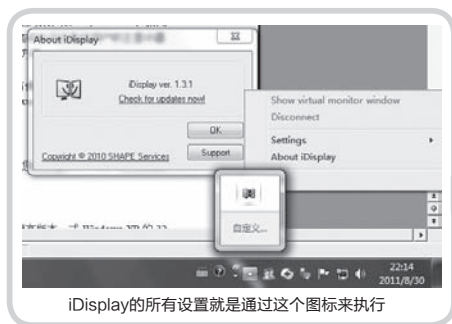 About iDisplay
iDisplay ver. 1.3.1
Check for updates now!
OK
Copyright © 2010 SHAPE Services
Support
Show virtual monitor window
Disconnect
Settings
About iDisplay
自定义...
22:14
2011/8/30
iDisplay的所有设置就是通过这个图标来执行